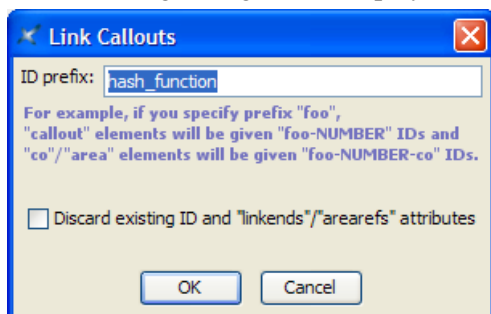 Link Callouts
ID prefix: hash_function
For example, if you specify prefix "foo",
"callout" elements will be given "foo-NUMBER" IDs and
"co"/"area" elements will be given "foo-NUMBER-co" IDs.
Discard existing ID and "linkends"/"arearefs" attributes
OK Cancel